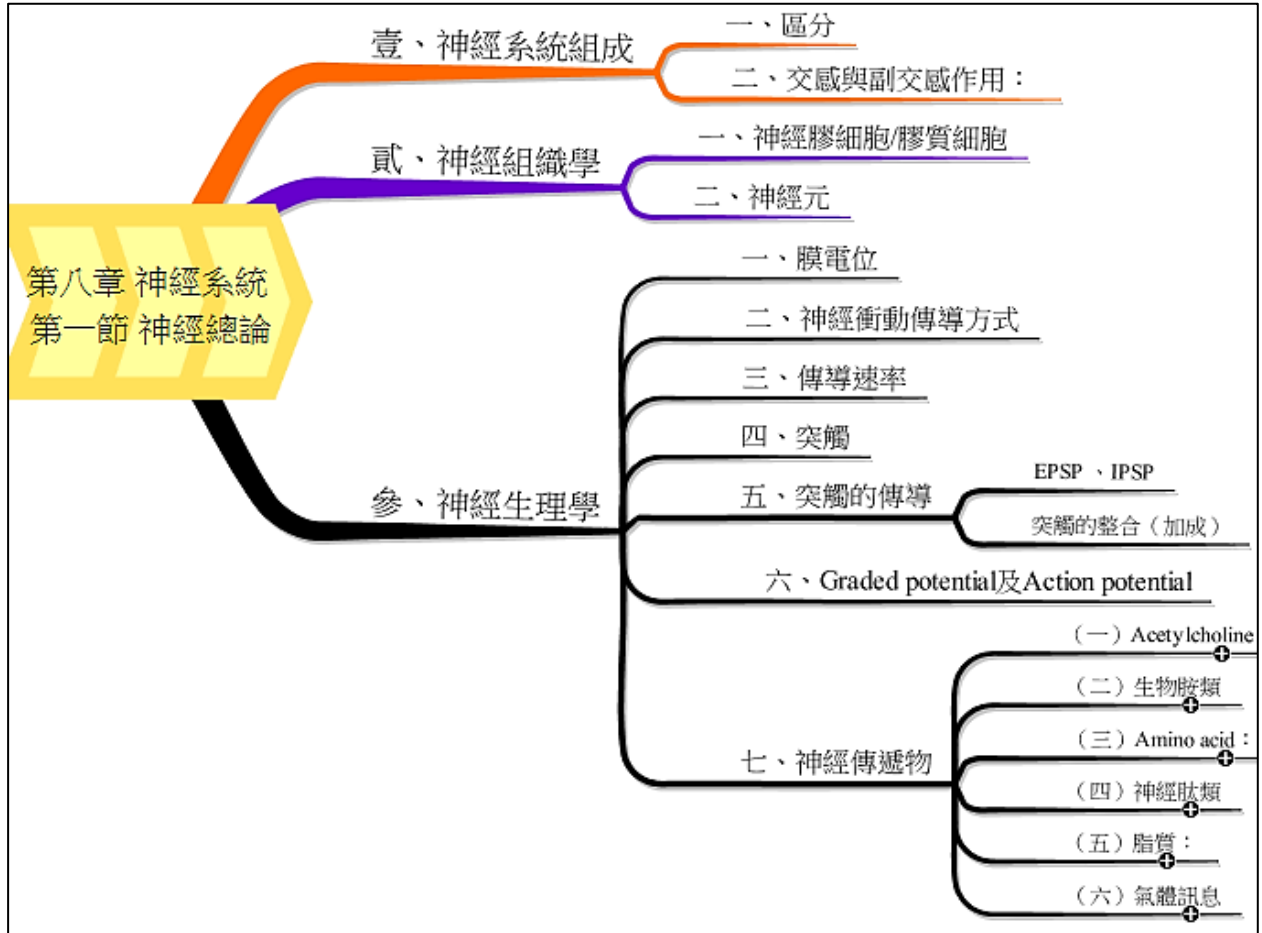 第八章 神經系統
第一節 神經總論
壹、神經系統組成
一、區分
二、交感與副交感作用：
貳、神經組織學
一、神經膠細胞/膠質細胞
二、神經元
參、神經生理學
一、膜電位
二、神經衝動傳導方式
三、傳導速率
四、突觸
五、突觸的傳導
EPSP 、IPSP
突觸的整合（加成）
六、Graded potential及Action potential
七、神經傳遞物
（一）Acetylcholine
（二）生物胺類
（三）Amino acid：
（四）神經肽類
（五）脂質：
（六）氣體訊息